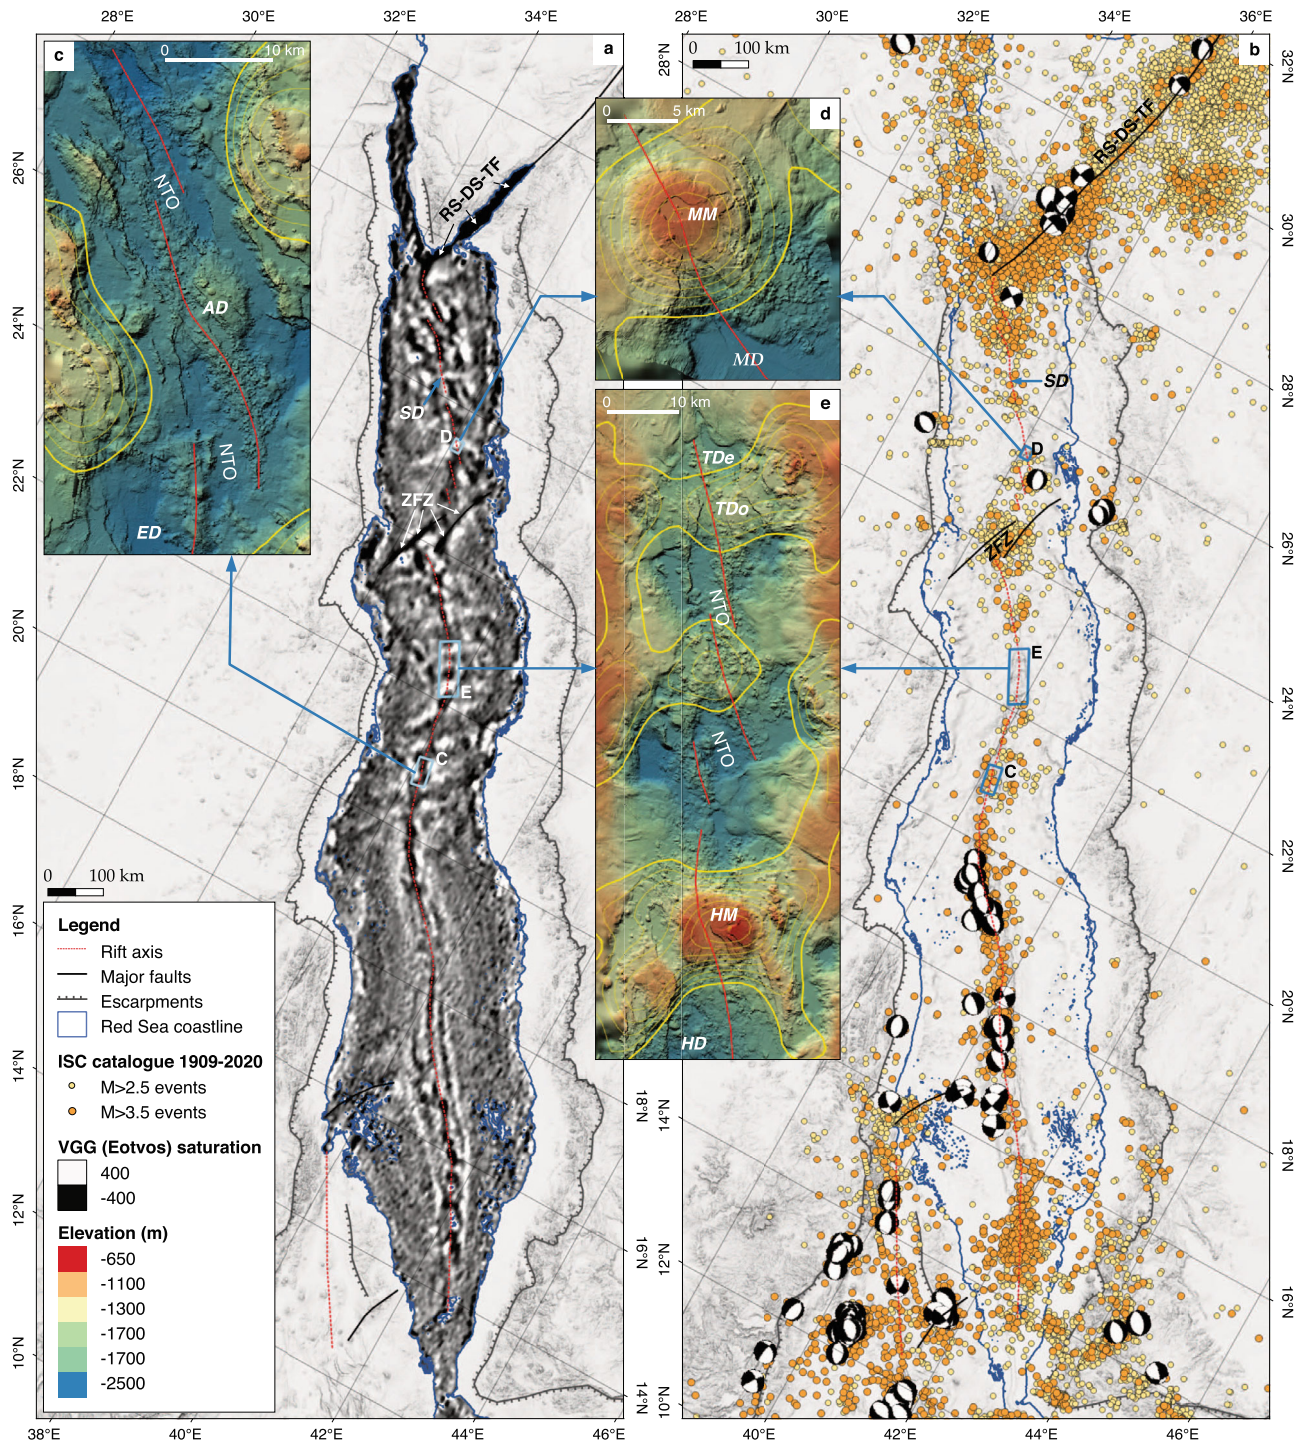 28°E
30°E
32°E
34°E
28°E
30°E
32°E
34°E
36°E
c
0
10 km
NTO
AD
NTO
ED
a
RS-DS-TF
SD
D
ZFZ
E
C
26°N
24°N
22°N
20°N
18°N
16°N
14°N
12°N
10°N
0
100 km
Legend
Rift axis
Major faults
Escarpments
Red Sea coastline
ISC catalogue 1909-2020
M>2.5 events
M>3.5 events
VGG (Eotvos) saturation
400
-400
Elevation (m)
-650
-1100
-1300
-1700
-1700
-2500
d
0
5 km
MM
MD
e
0
10 km
TDe
TDo
NTO
NTO
HM
HD
18°N
16°N
14°N
b
0
100 km
28°N
RS-DS-TF
SD
D
ZFZ
E
C
32°N
30°N
28°N
26°N
24°N
22°N
20°N
18°N
16°N
14°N
12°N
10°N
38°E
40°E
42°E
44°E
46°E
40°E
42°E
44°E
46°E